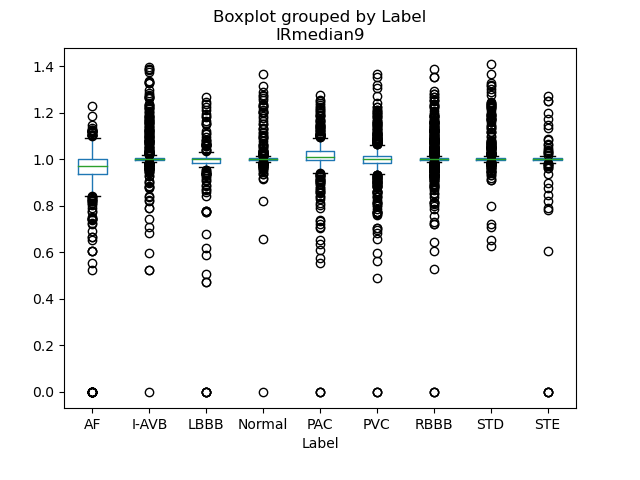 Boxplot grouped by Label
IRmedian9
1.4
1.2
1.0
0.8
0.6
0.4
0.2
0.0
AF I-AVB LBBB Normal PAC PVC RBBB STD STE
Label